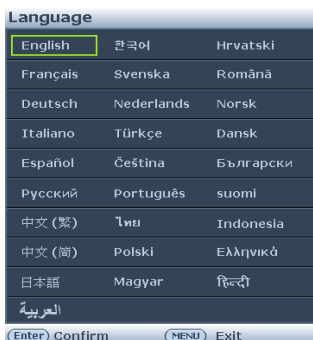 Language
English 한국어 Hrvatski
Français Svenska Română
Deutsch Nederlands Norsk
Italiano Türkçe Dansk
Español Čeština Български
Русский Português suomi
中文 (繁) ไทย Indonesia
中文 (简) Polski Ελληνικά
日本語 Magyar हिन्दी
العربية
Enter Confirm MENU Exit